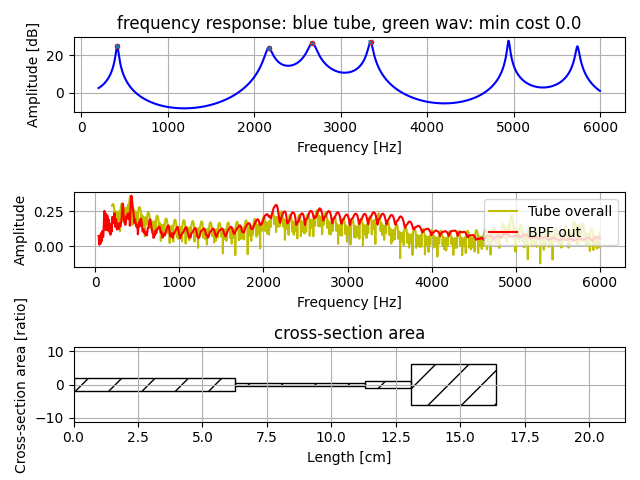 frequency response: blue tube, green wav: min cost 0.0
Amplitude [dB]
20
0
0 1000 2000 3000 4000 5000 6000
Frequency [Hz]
Amplitude
0.25
0.00
Tube overall
BPF out
0 1000 2000 3000 4000 5000 6000
Frequency [Hz]
cross-section area
Cross-section area [ratio]
10
0
−10
0.0 2.5 5.0 7.5 10.0 12.5 15.0 17.5 20.0
Length [cm]